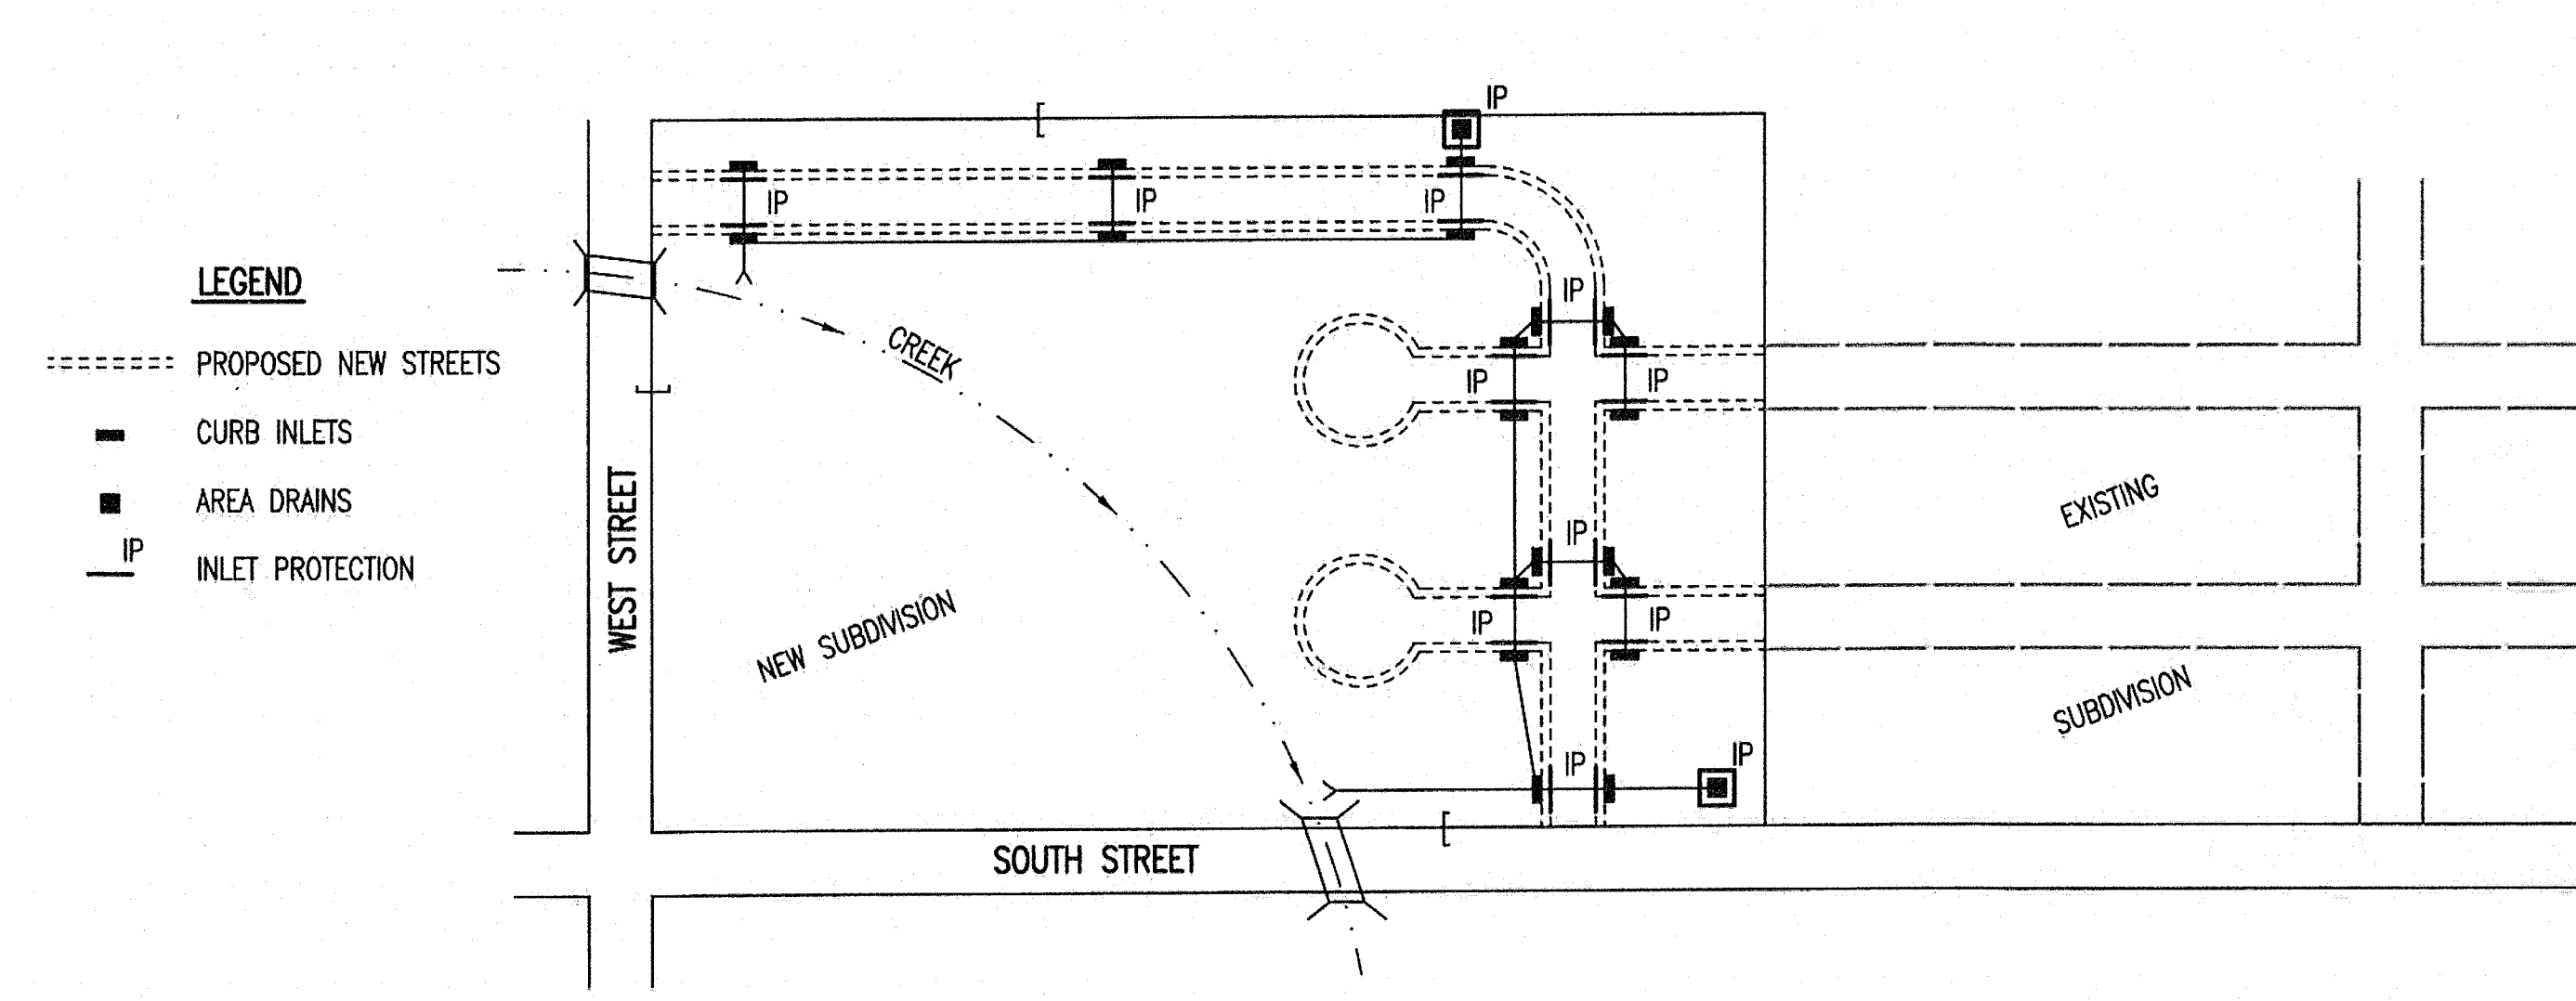 IP
IP
IP
IP
LEGEND
PROPOSED NEW STREETS
CURB INLETS
AREA DRAINS
IP
INLET PROTECTION
CREEK
IP
IP
IP
WEST STREET
NEW SUBDIVISION
EXISTING
IP
IP
IP
SUBDIVISION
IP
IP
SOUTH STREET